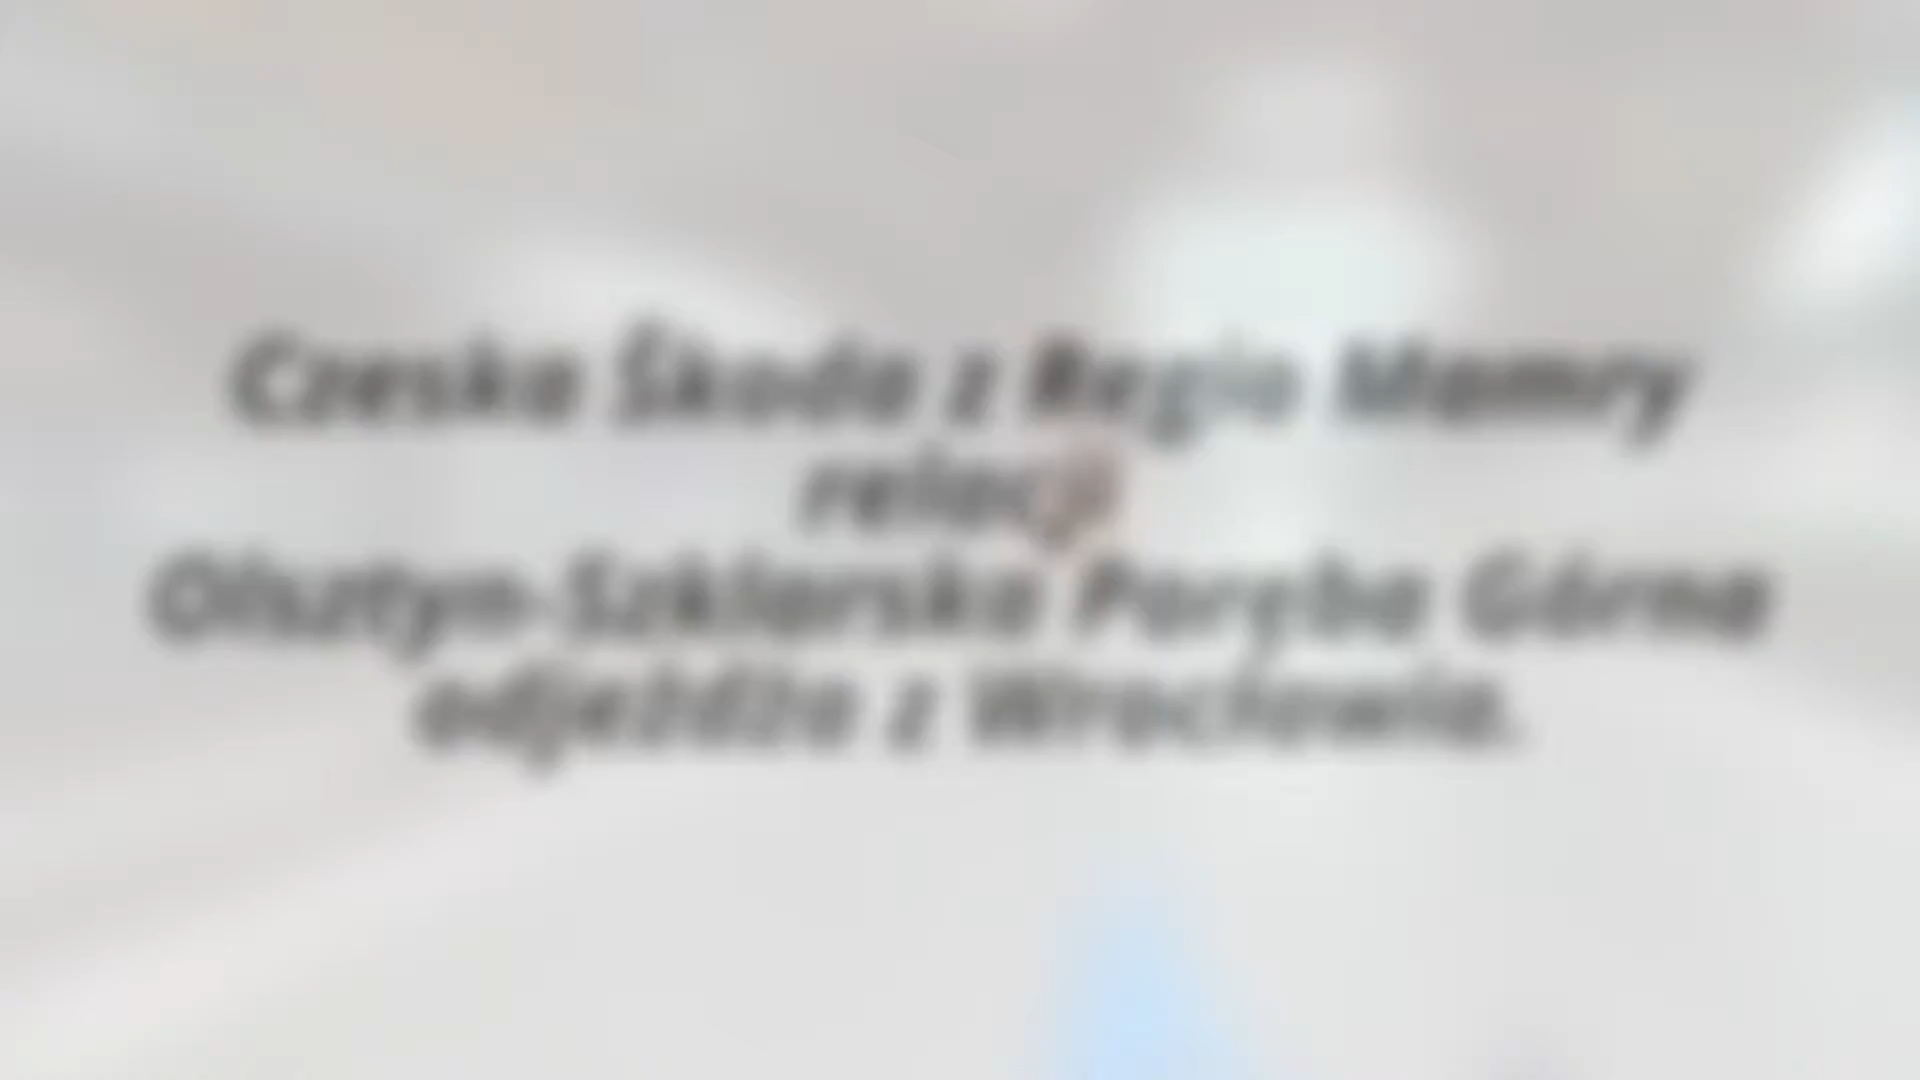 Czeska Škoda z Regio Mamry
relacji
Olsztyn-Szklarska Poręba Górna
odjeżdża z Wrocławia.